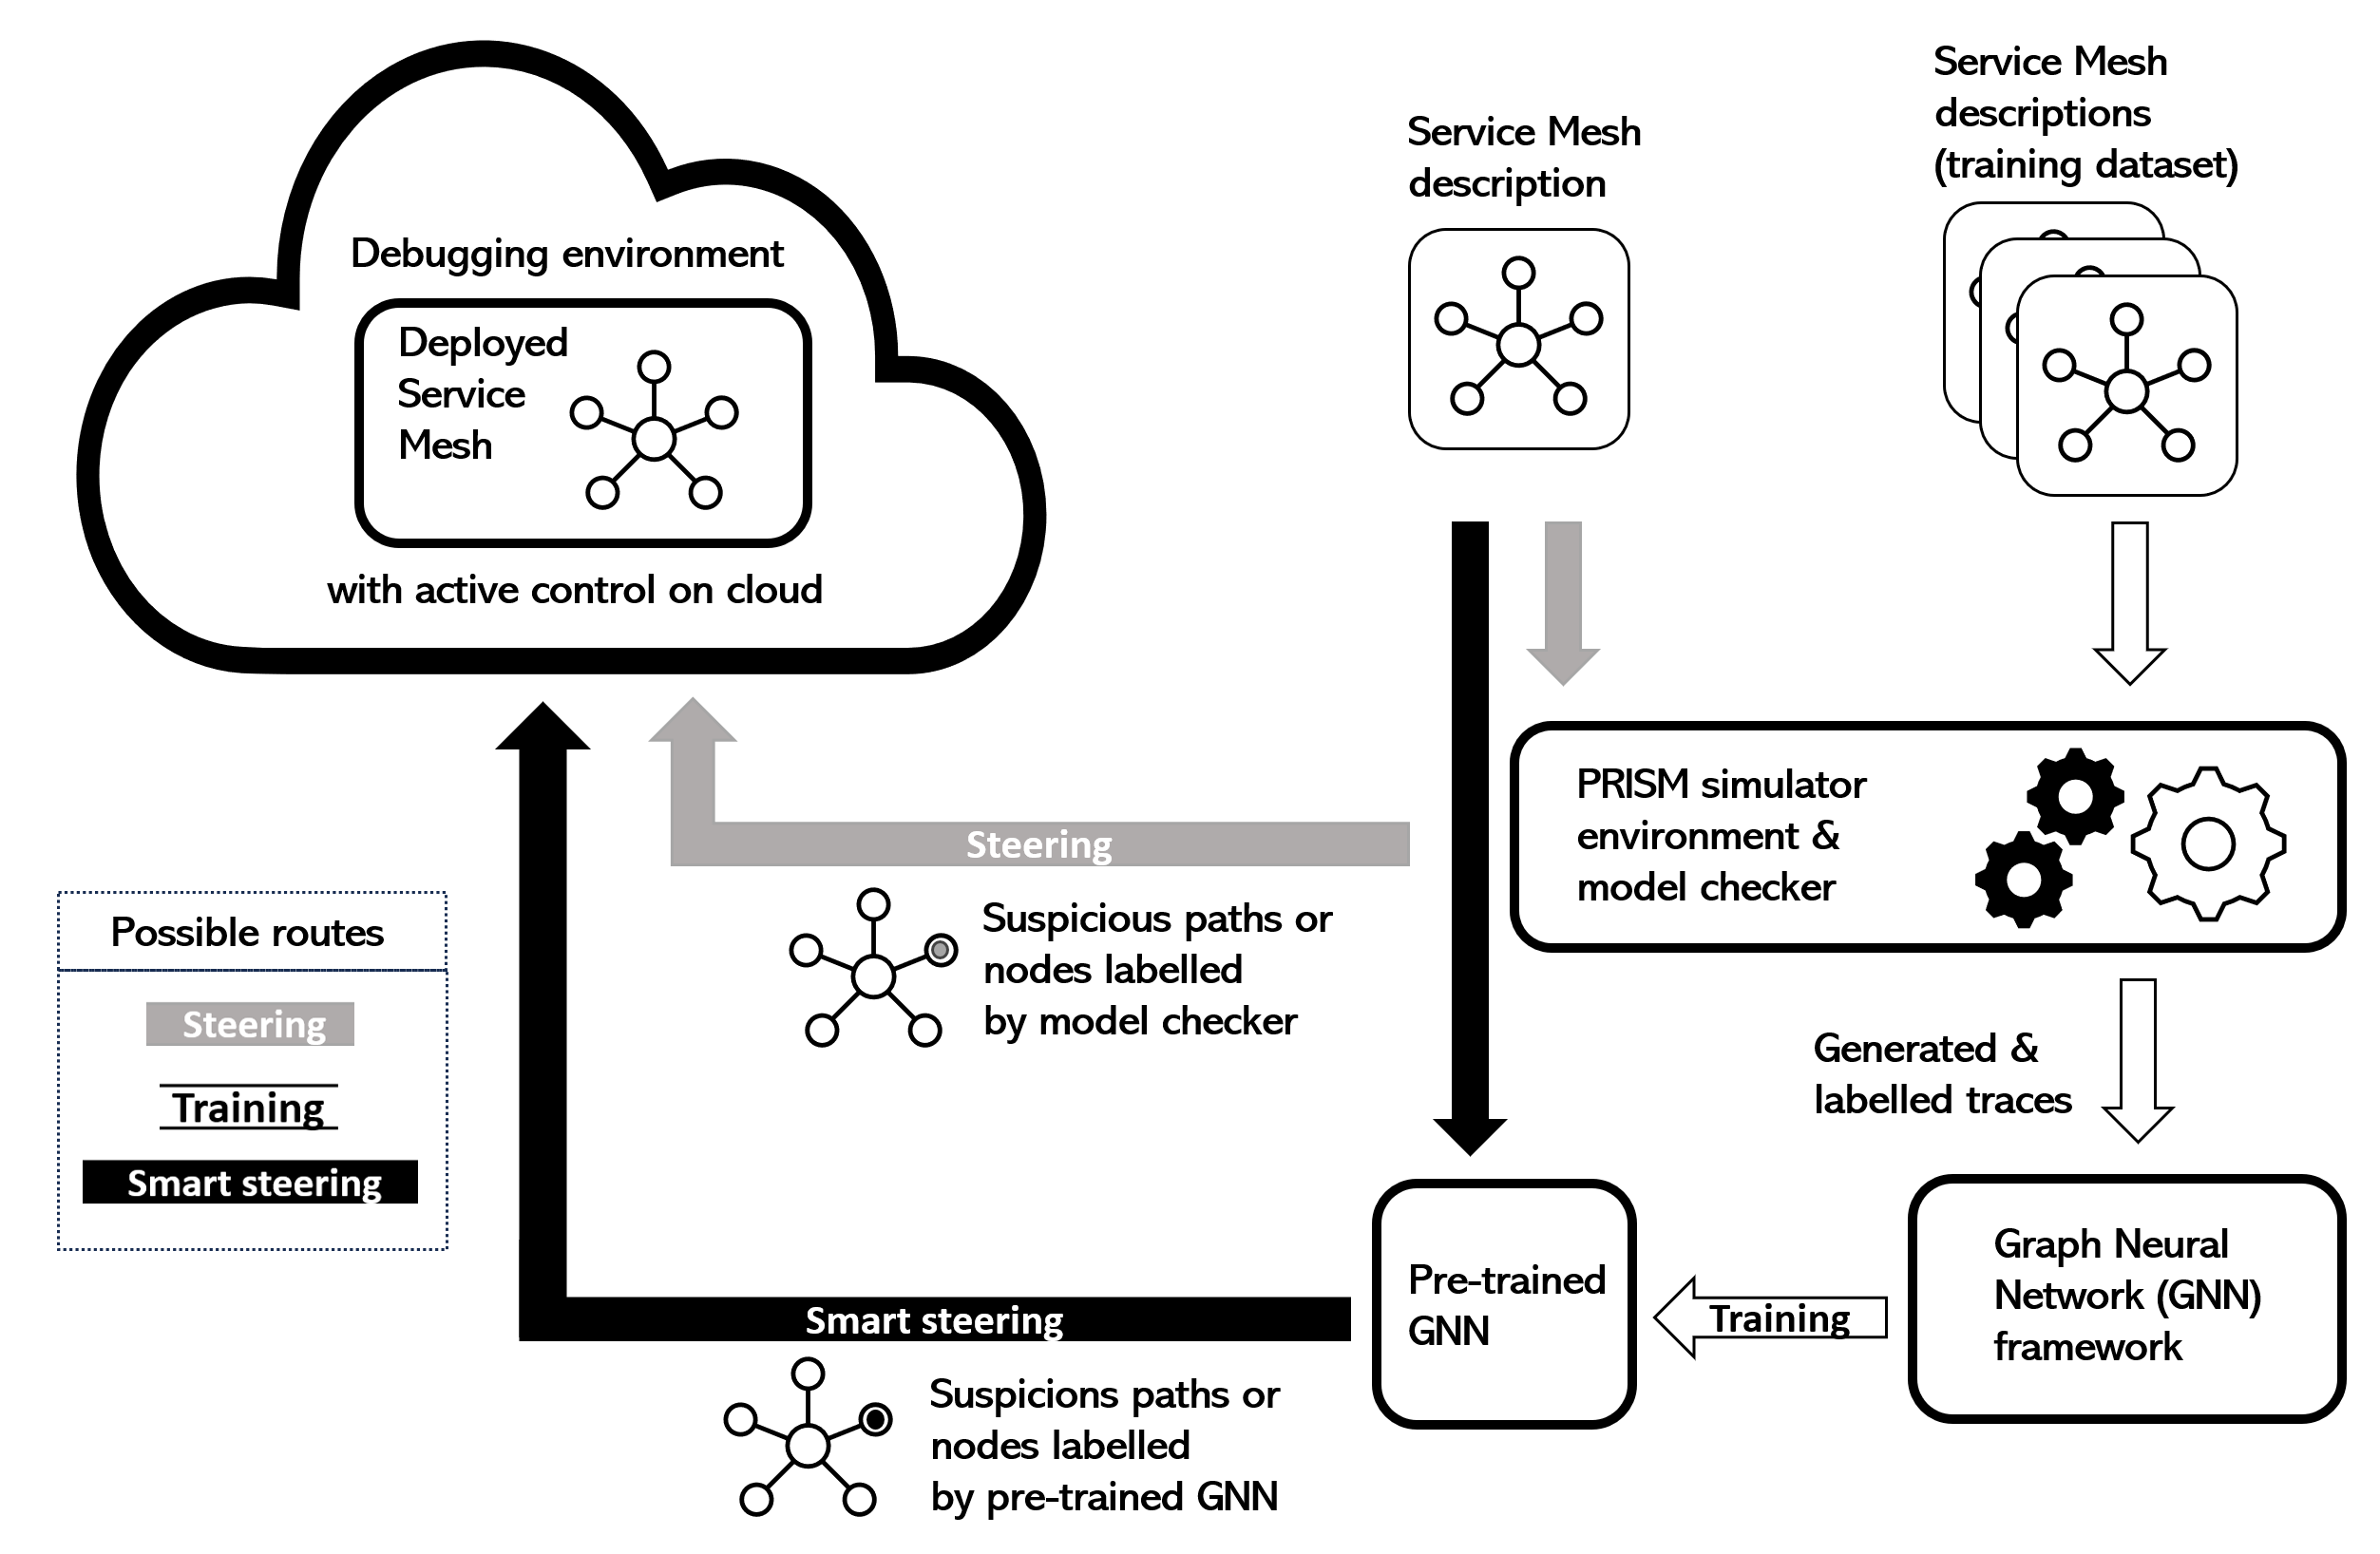 Service Mesh
descriptions
(training dataset)
Service Mesh
description
Debugging environment
Deployed
Service
Mesh
with active control on cloud
PRISM simulator
environment &
model checker
Steering
Suspicious paths or
nodes labelled
by model checker
Possible routes
Steering
Training
Smart steering
Generated &
labelled traces
Graph Neural
Network (GNN)
framework
Training
Pre-trained
GNN
Smart steering
Suspicions paths or
nodes labelled
by pre-trained GNN